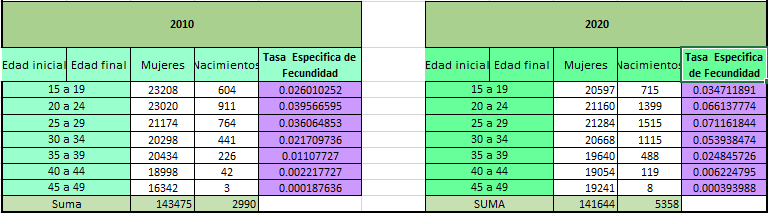 2010
Edad inicial Edad final Mujeres Nacimientos Tasa Especifica de Fecundidad
15 a 19 23208 604 0.026010252
20 a 24 23020 911 0.039566595
25 a 29 21174 764 0.036064853
30 a 34 20298 441 0.021709736
35 a 39 20434 226 0.01107727
40 a 44 18998 42 0.002217727
45 a 49 16342 3 0.000187636
Suma 143475 2990
2020
Edad inicial Edad final Mujeres Nacimientos Tasa Especifica de Fecundidad
15 a 19 20597 715 0.034711891
20 a 24 21160 1399 0.066137774
25 a 29 21284 1515 0.071161844
30 a 34 20668 1115 0.053938474
35 a 39 19640 488 0.024845726
40 a 44 19054 119 0.006224795
45 a 49 19241 8 0.000393988
SUMA 141644 5358